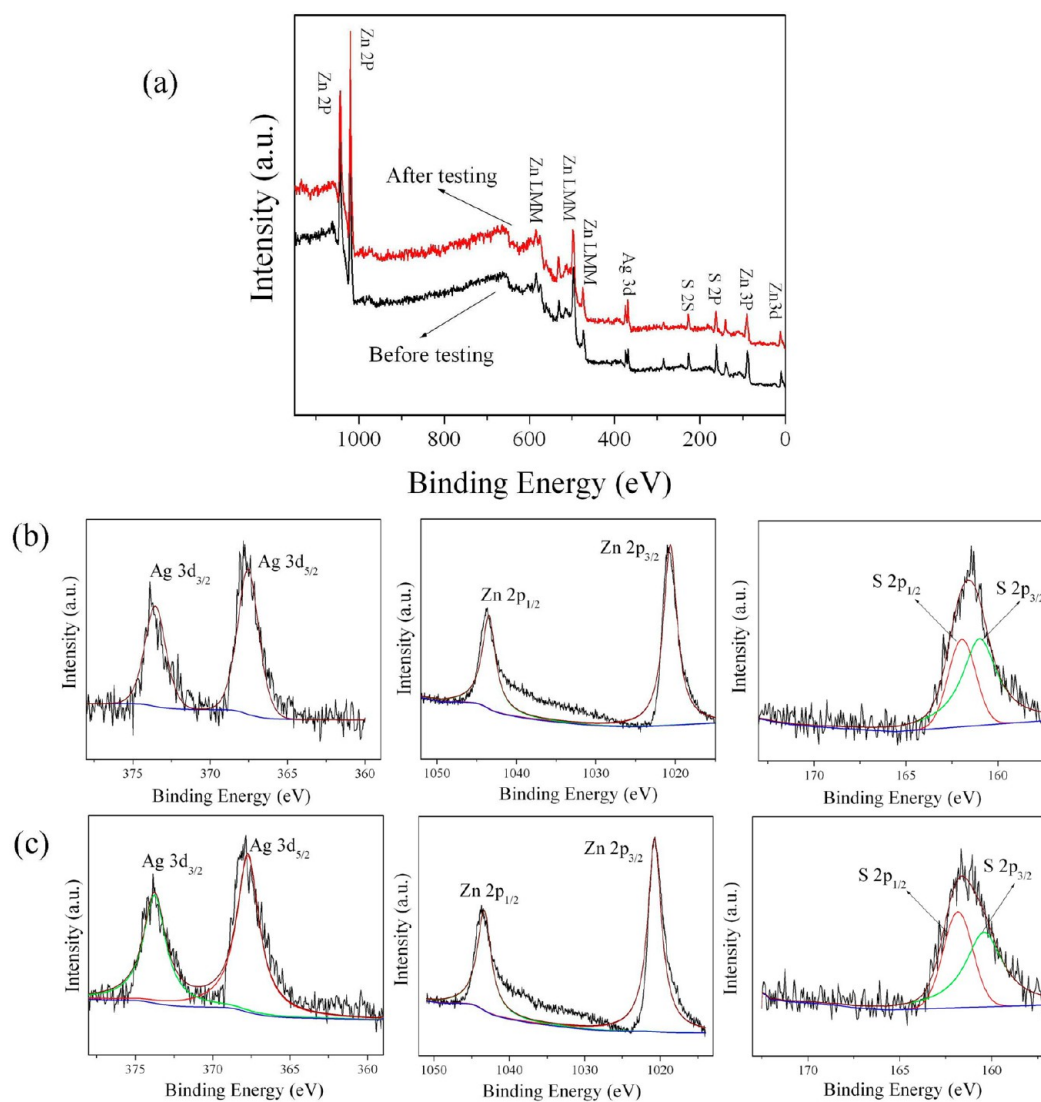 (a)
Intensity (a.u.)
Zn 2P
Zn 2P
After testing
Before testing
Zn LMM
Zn LMM
Zn LMM
Ag 3d
S 2S
S 2P
Zn 3P
Zn3d
1000 800 600 400 200 0
Binding Energy (eV)
(b)
Intensity (a.u.)
Ag 3d3/2
Ag 3d5/2
375 370 365 360
Binding Energy (eV)
Intensity (a.u.)
Zn 2p1/2
Zn 2p3/2
1050 1040 1030 1020
Binding Energy (eV)
Intensity (a.u.)
S 2p1/2
S 2p3/2
170 165 160
Binding Energy (eV)
(c)
Intensity (a.u.)
Ag 3d3/2
Ag 3d5/2
375 370 365 360
Binding Energy (eV)
Intensity (a.u.)
Zn 2p1/2
Zn 2p3/2
1050 1040 1030 1020
Binding Energy (eV)
Intensity (a.u.)
S 2p1/2
S 2p3/2
170 165 160
Binding Energy (eV)